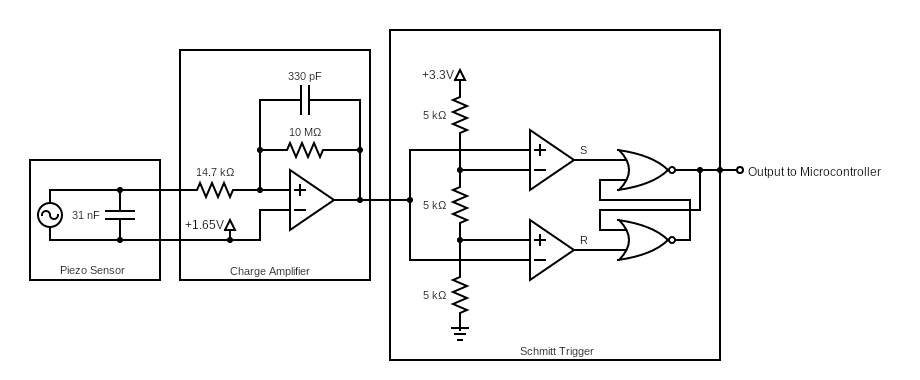 330 pF
+3.3V
5 kΩ
10 MΩ
S
14.7 kΩ
Output to Microcontroller
31 nF
+1.65V
5 kΩ
R
Piezo Sensor
Charge Amplifier
5 kΩ
Schmitt Trigger